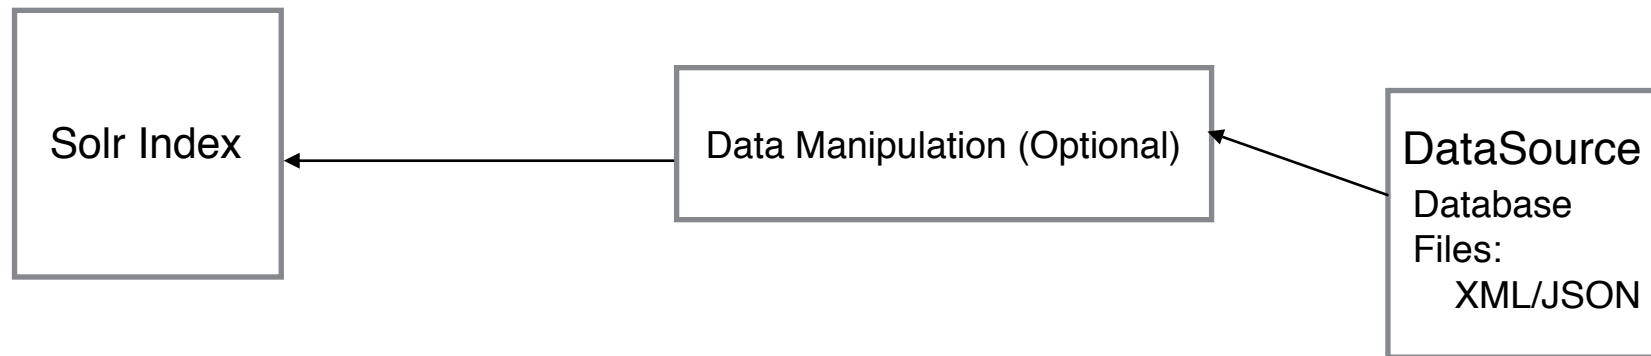 Solr Index
Data Manipulation (Optional)
DataSource
Database
Files:
XML/JSON